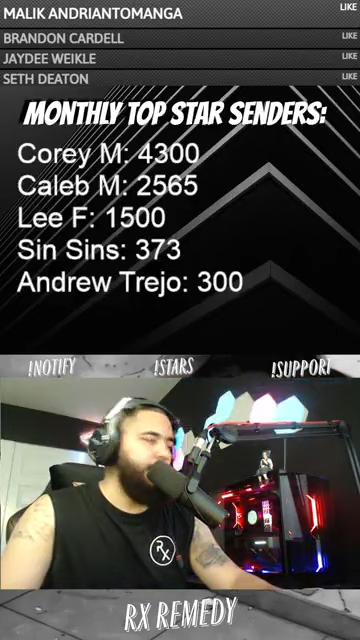 MALIK ANDRIANTOMANGA LIKE
BRANDON CARDELL LIKE
JAYDEE WEIKLE LIKE
SETH DEATON LIKE
MONTHLY TOP STAR SENDERS:
Corey M: 4300
Caleb M: 2565
Lee F: 1500
Sin Sins: 373
Andrew Trejo: 300
!NOTIFY !STARS !SUPPORT
RX
RX REMEDY